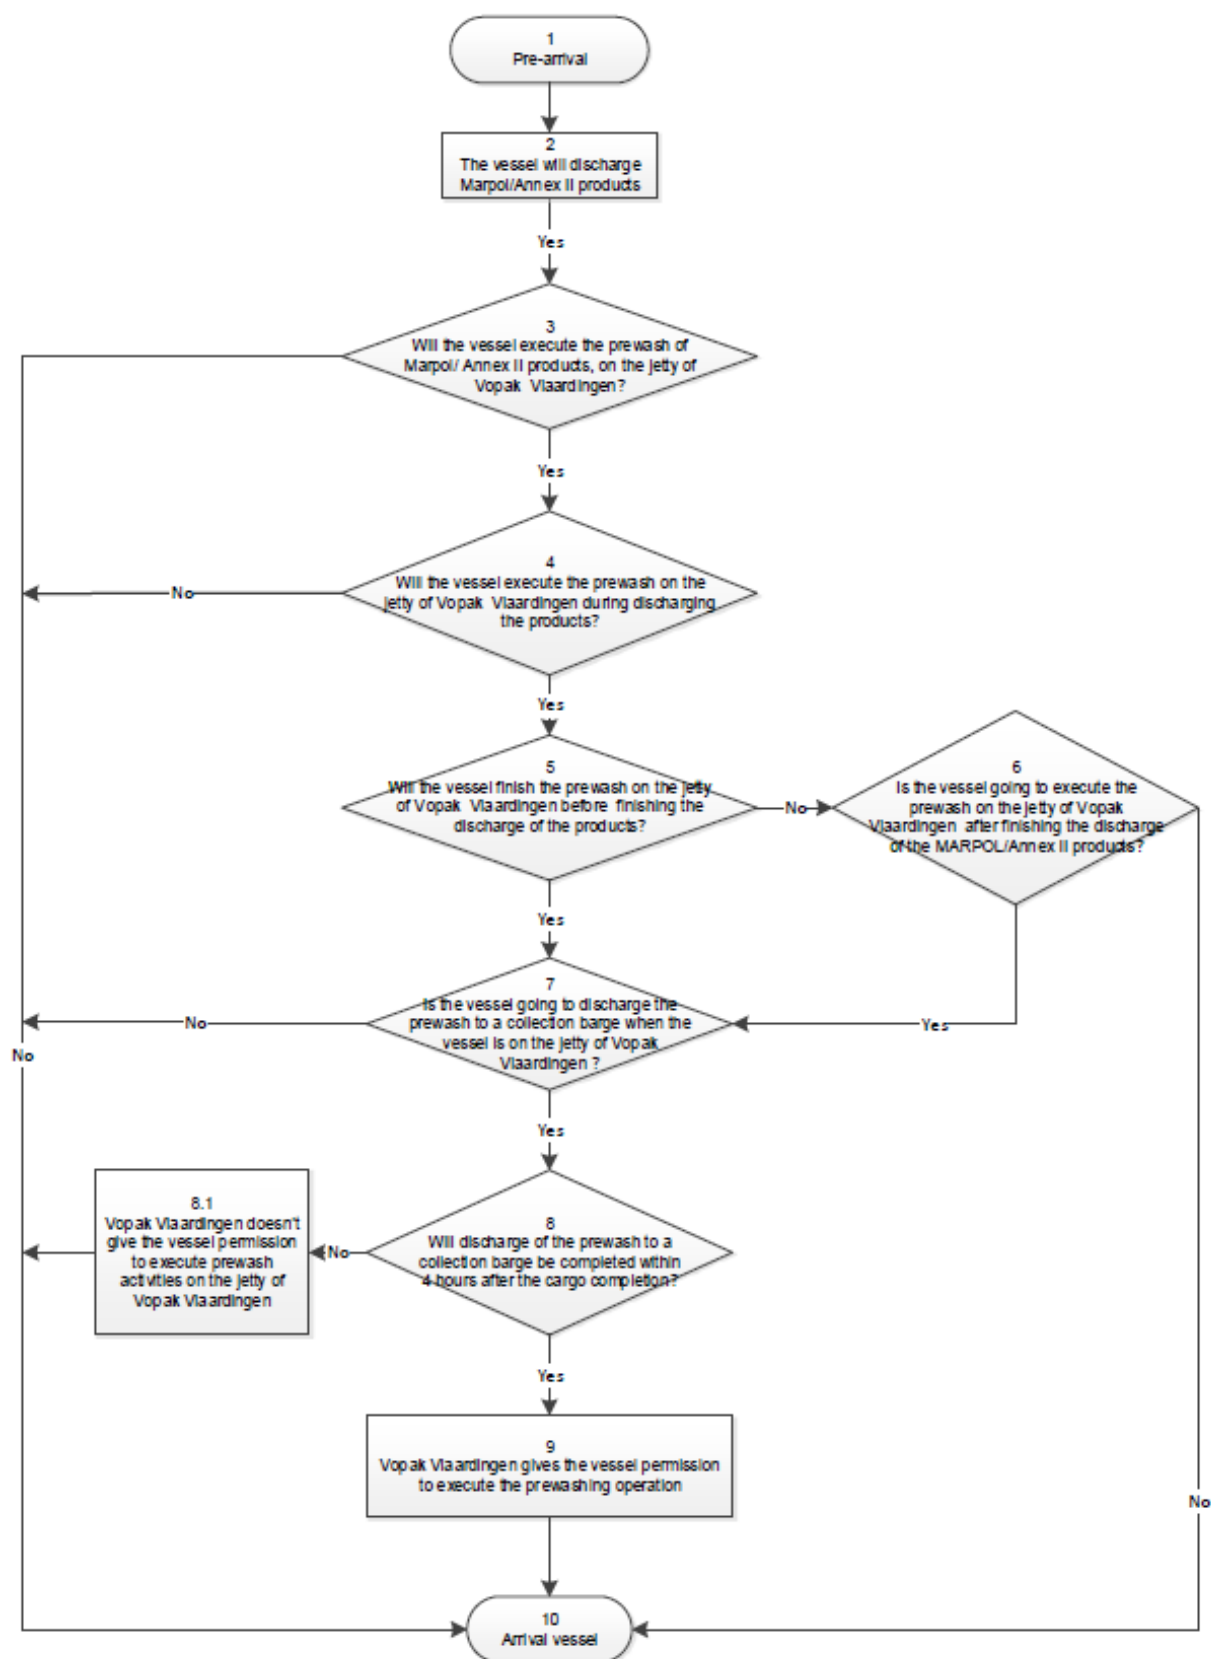 1
Pre-arrival
2
The vessel will discharge
Marpol/Annex II products
Yes
3
Will the vessel execute the prewash of
Marpol/ Annex II products, on the jetty of
Vopak Vlaardingen?
Yes
4
Will the vessel execute the prewash on the
jetty of Vopak Vlaardingen during discharging
the products?
No
Yes
5
Will the vessel finish the prewash on the jetty
of Vopak Vlaardingen before finishing the
discharge of the products?
No
6
Is the vessel going to execute the
prewash on the jetty of Vopak
Vlaardingen after finishing the discharge
of the MARPOL/Annex II products?
Yes
7
Is the vessel going to discharge the
prewash to a collection barge when the
vessel is on the jetty of Vopak
Vlaardingen ?
No
Yes
No
Yes
8.1
Vopak Vlaardingen doesn't
give the vessel permission
to execute prewash
activities on the jetty of
Vopak Vlaardingen
No
8
Will discharge of the prewash to a
collection barge be completed within
4 hours after the cargo completion?
Yes
9
Vopak Vlaardingen gives the vessel permission
to execute the prewashing operation
No
10
Arrival vessel